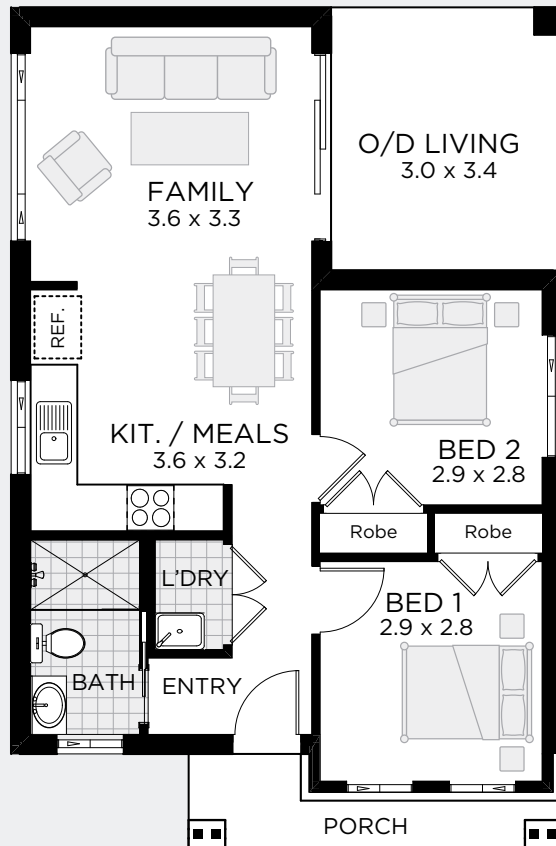 O/D LIVING
3.0 x 3.4
FAMILY
3.6 x 3.3
REF.
KIT. / MEALS
3.6 x 3.2
BED 2
2.9 x 2.8
Robe
Robe
L'DRY
BED 1
2.9 x 2.8
BATH
ENTRY
PORCH